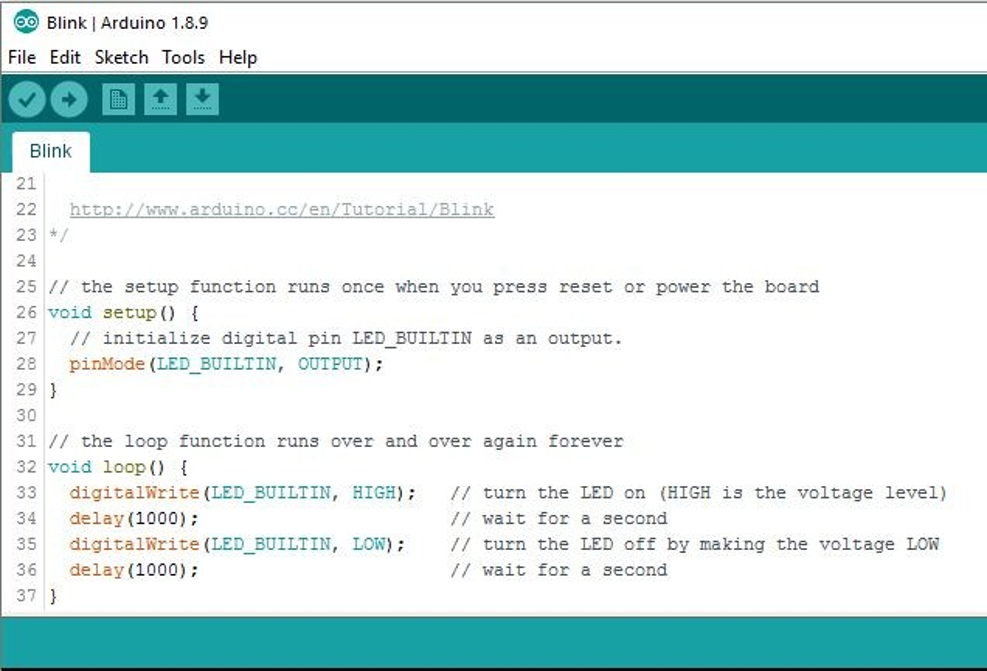 Blink | Arduino 1.8.9
File Edit Sketch Tools Help
Blink
21
22 http://www.arduino.cc/en/Tutorial/Blink
23 */
24
25 // the setup function runs once when you press reset or power the board
26 void setup() {
27 // initialize digital pin LED_BUILTIN as an output.
28 pinMode(LED_BUILTIN, OUTPUT);
29 }
30
31 // the loop function runs over and over again forever
32 void loop() {
33 digitalWrite(LED_BUILTIN, HIGH); // turn the LED on (HIGH is the voltage level)
34 delay(1000); // wait for a second
35 digitalWrite(LED_BUILTIN, LOW); // turn the LED off by making the voltage LOW
36 delay(1000); // wait for a second
37 }